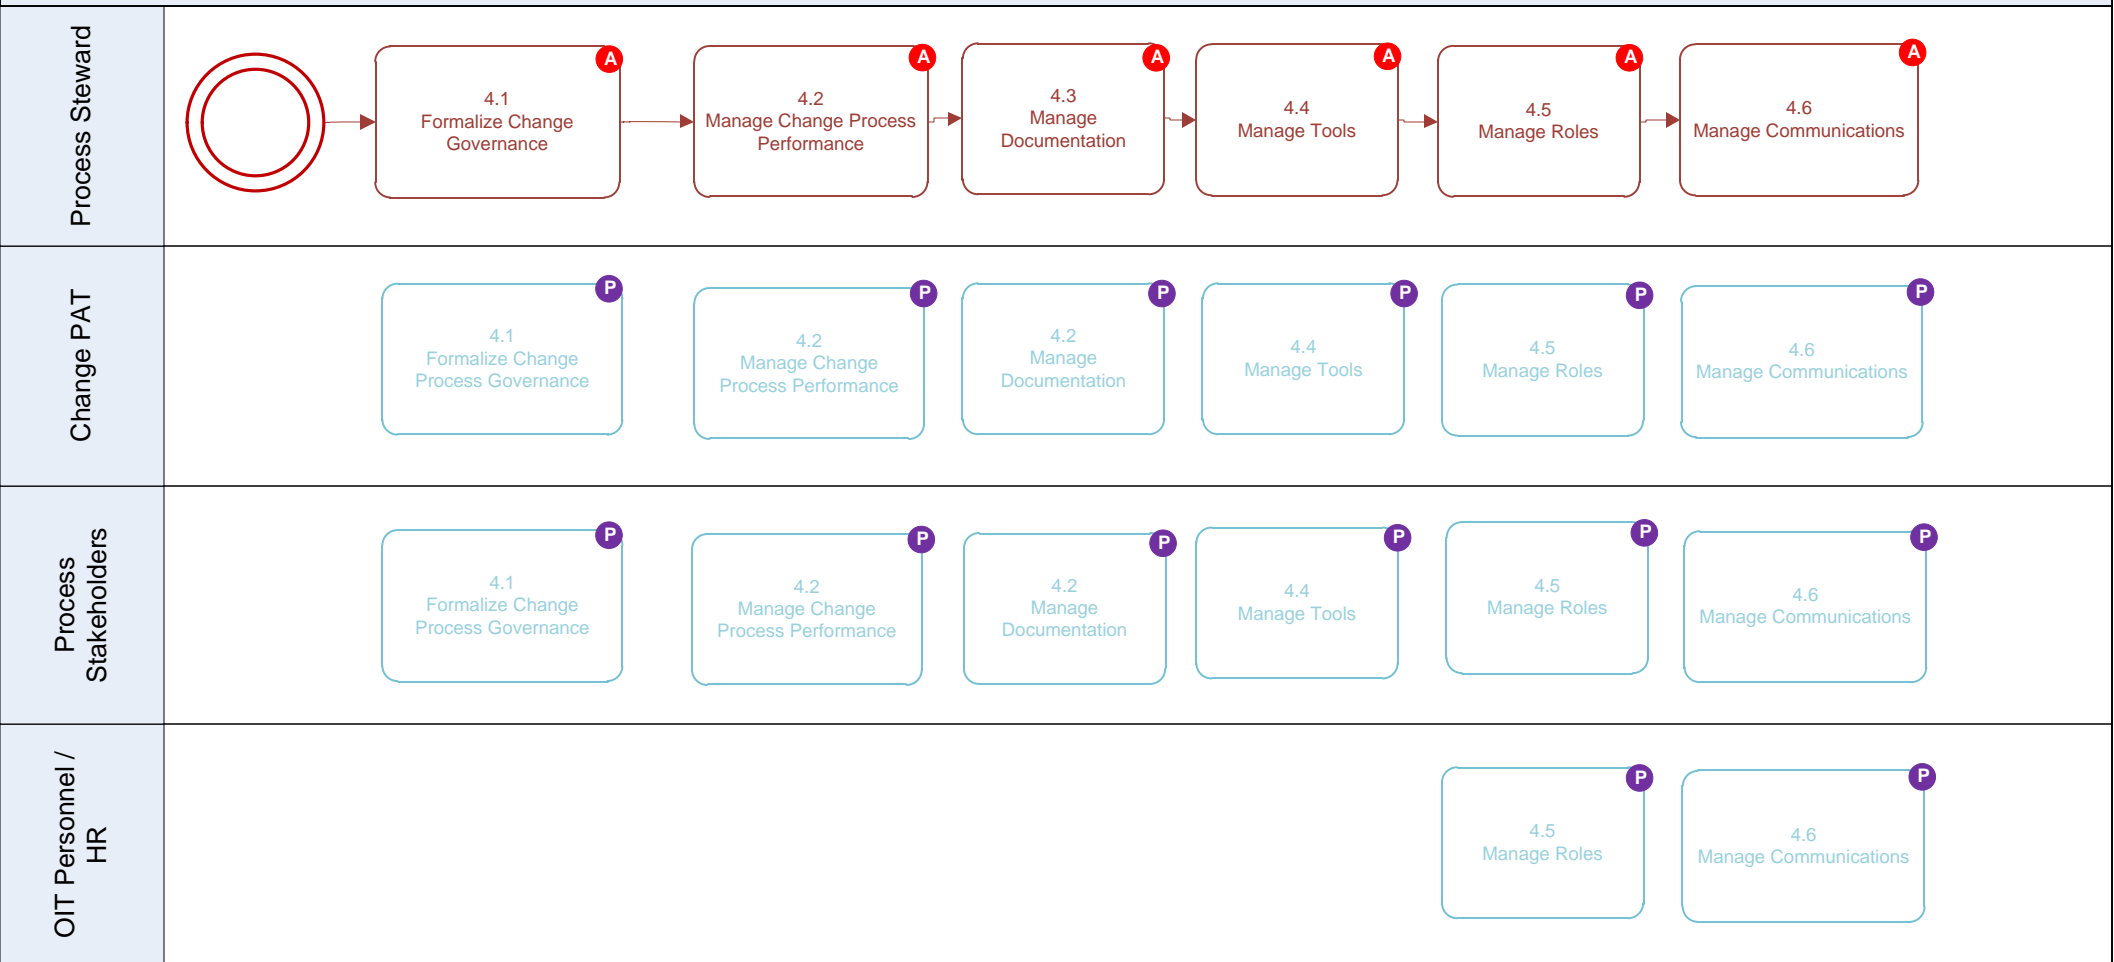 Process Steward
A
4.1
Formalize Change
Governance
A
4.2
Manage Change Process
Performance
A
4.3
Manage
Documentation
A
4.4
Manage Tools
A
4.5
Manage Roles
A
4.6
Manage Communications
Change PAT
P
4.1
Formalize Change
Process Governance
P
4.2
Manage Change
Process Performance
P
4.2
Manage
Documentation
P
4.4
Manage Tools
P
4.5
Manage Roles
P
4.6
Manage Communications
Process
Stakeholders
P
4.1
Formalize Change
Process Governance
P
4.2
Manage Change
Process Performance
P
4.2
Manage
Documentation
P
4.4
Manage Tools
P
4.5
Manage Roles
P
4.6
Manage Communications
OIT Personnel /
HR
P
4.5
Manage Roles
P
4.6
Manage Communications